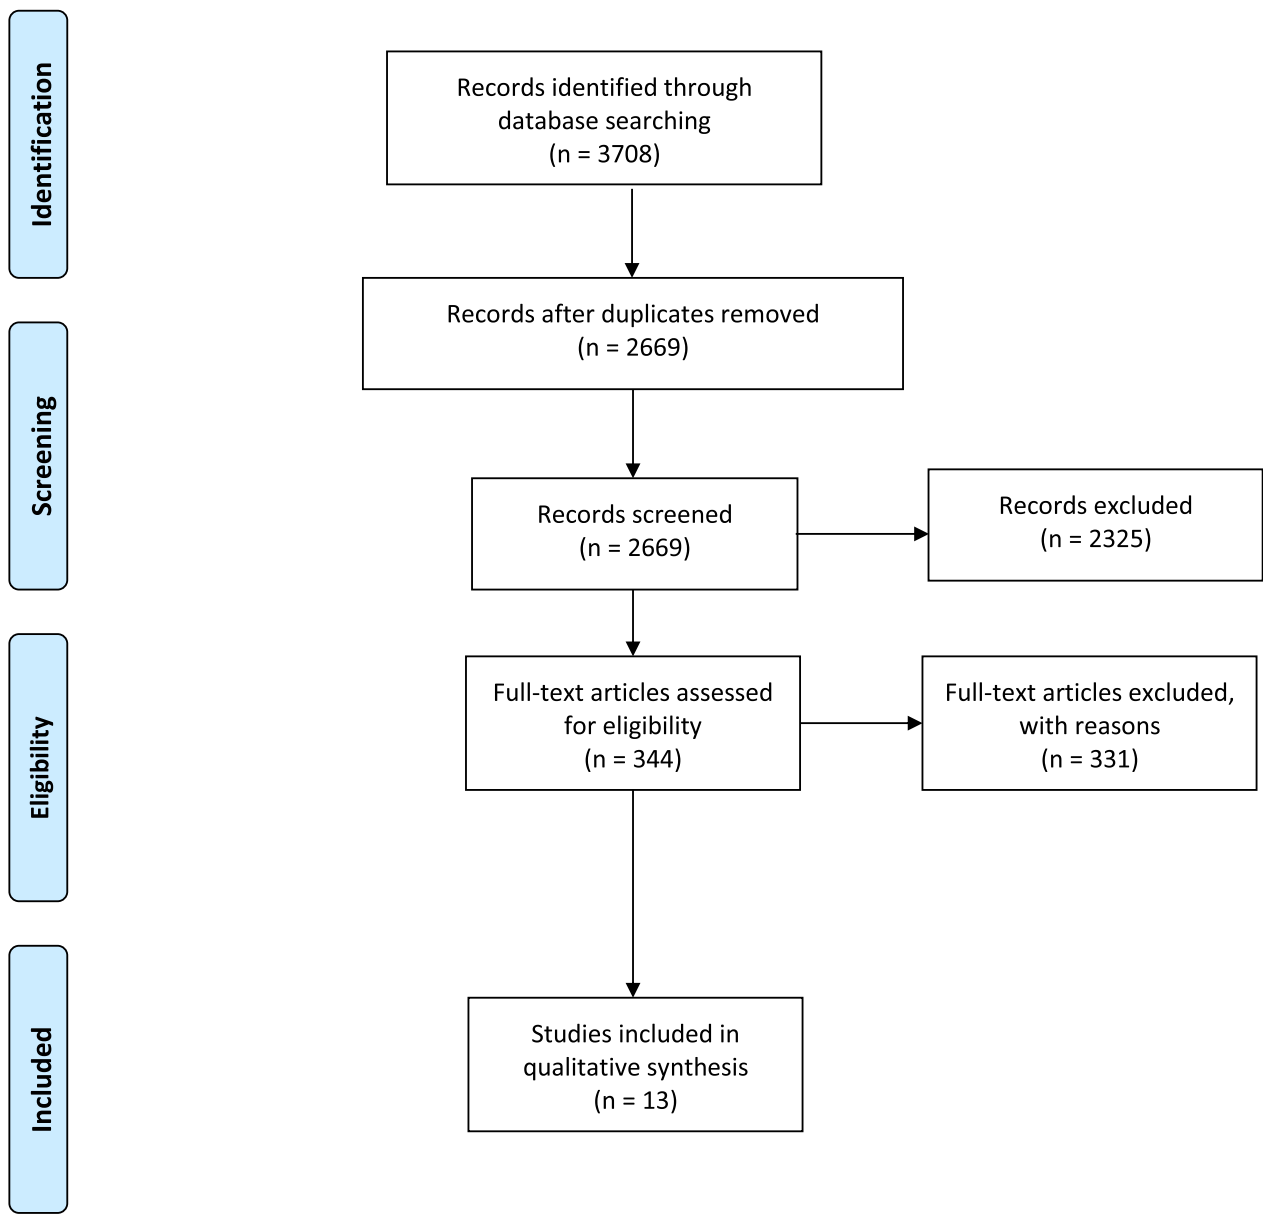 Identification
Records identified through
database searching
(n = 3708)
Records after duplicates removed
(n = 2669)
Screening
Records screened
(n = 2669)
Records excluded
(n = 2325)
Eligibility
Full-text articles assessed
for eligibility
(n = 344)
Full-text articles excluded,
with reasons
(n = 331)
Included
Studies included in
qualitative synthesis
(n = 13)